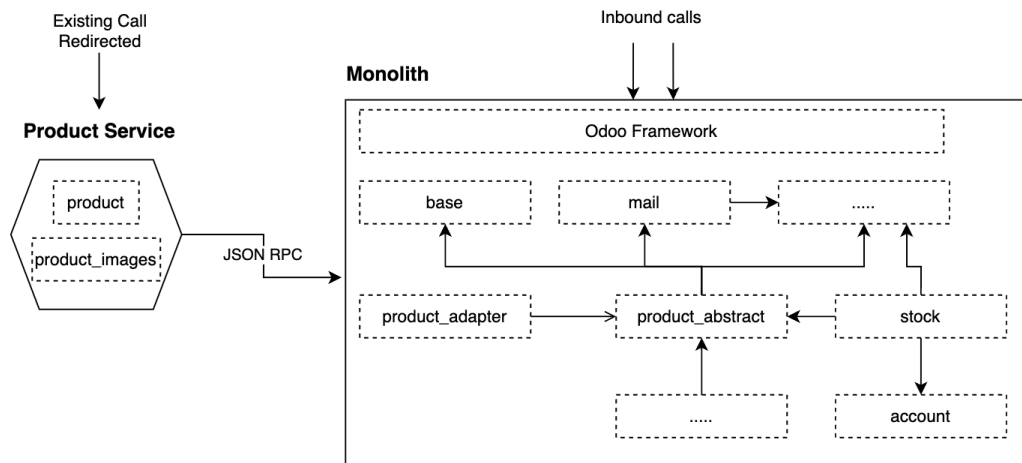 Existing Call
Redirected
Inbound calls
Monolith
Product Service
Odoo Framework
product
base
mail
.....
product_images
JSON RPC
product_adapter
product_abstract
stock
.....
account